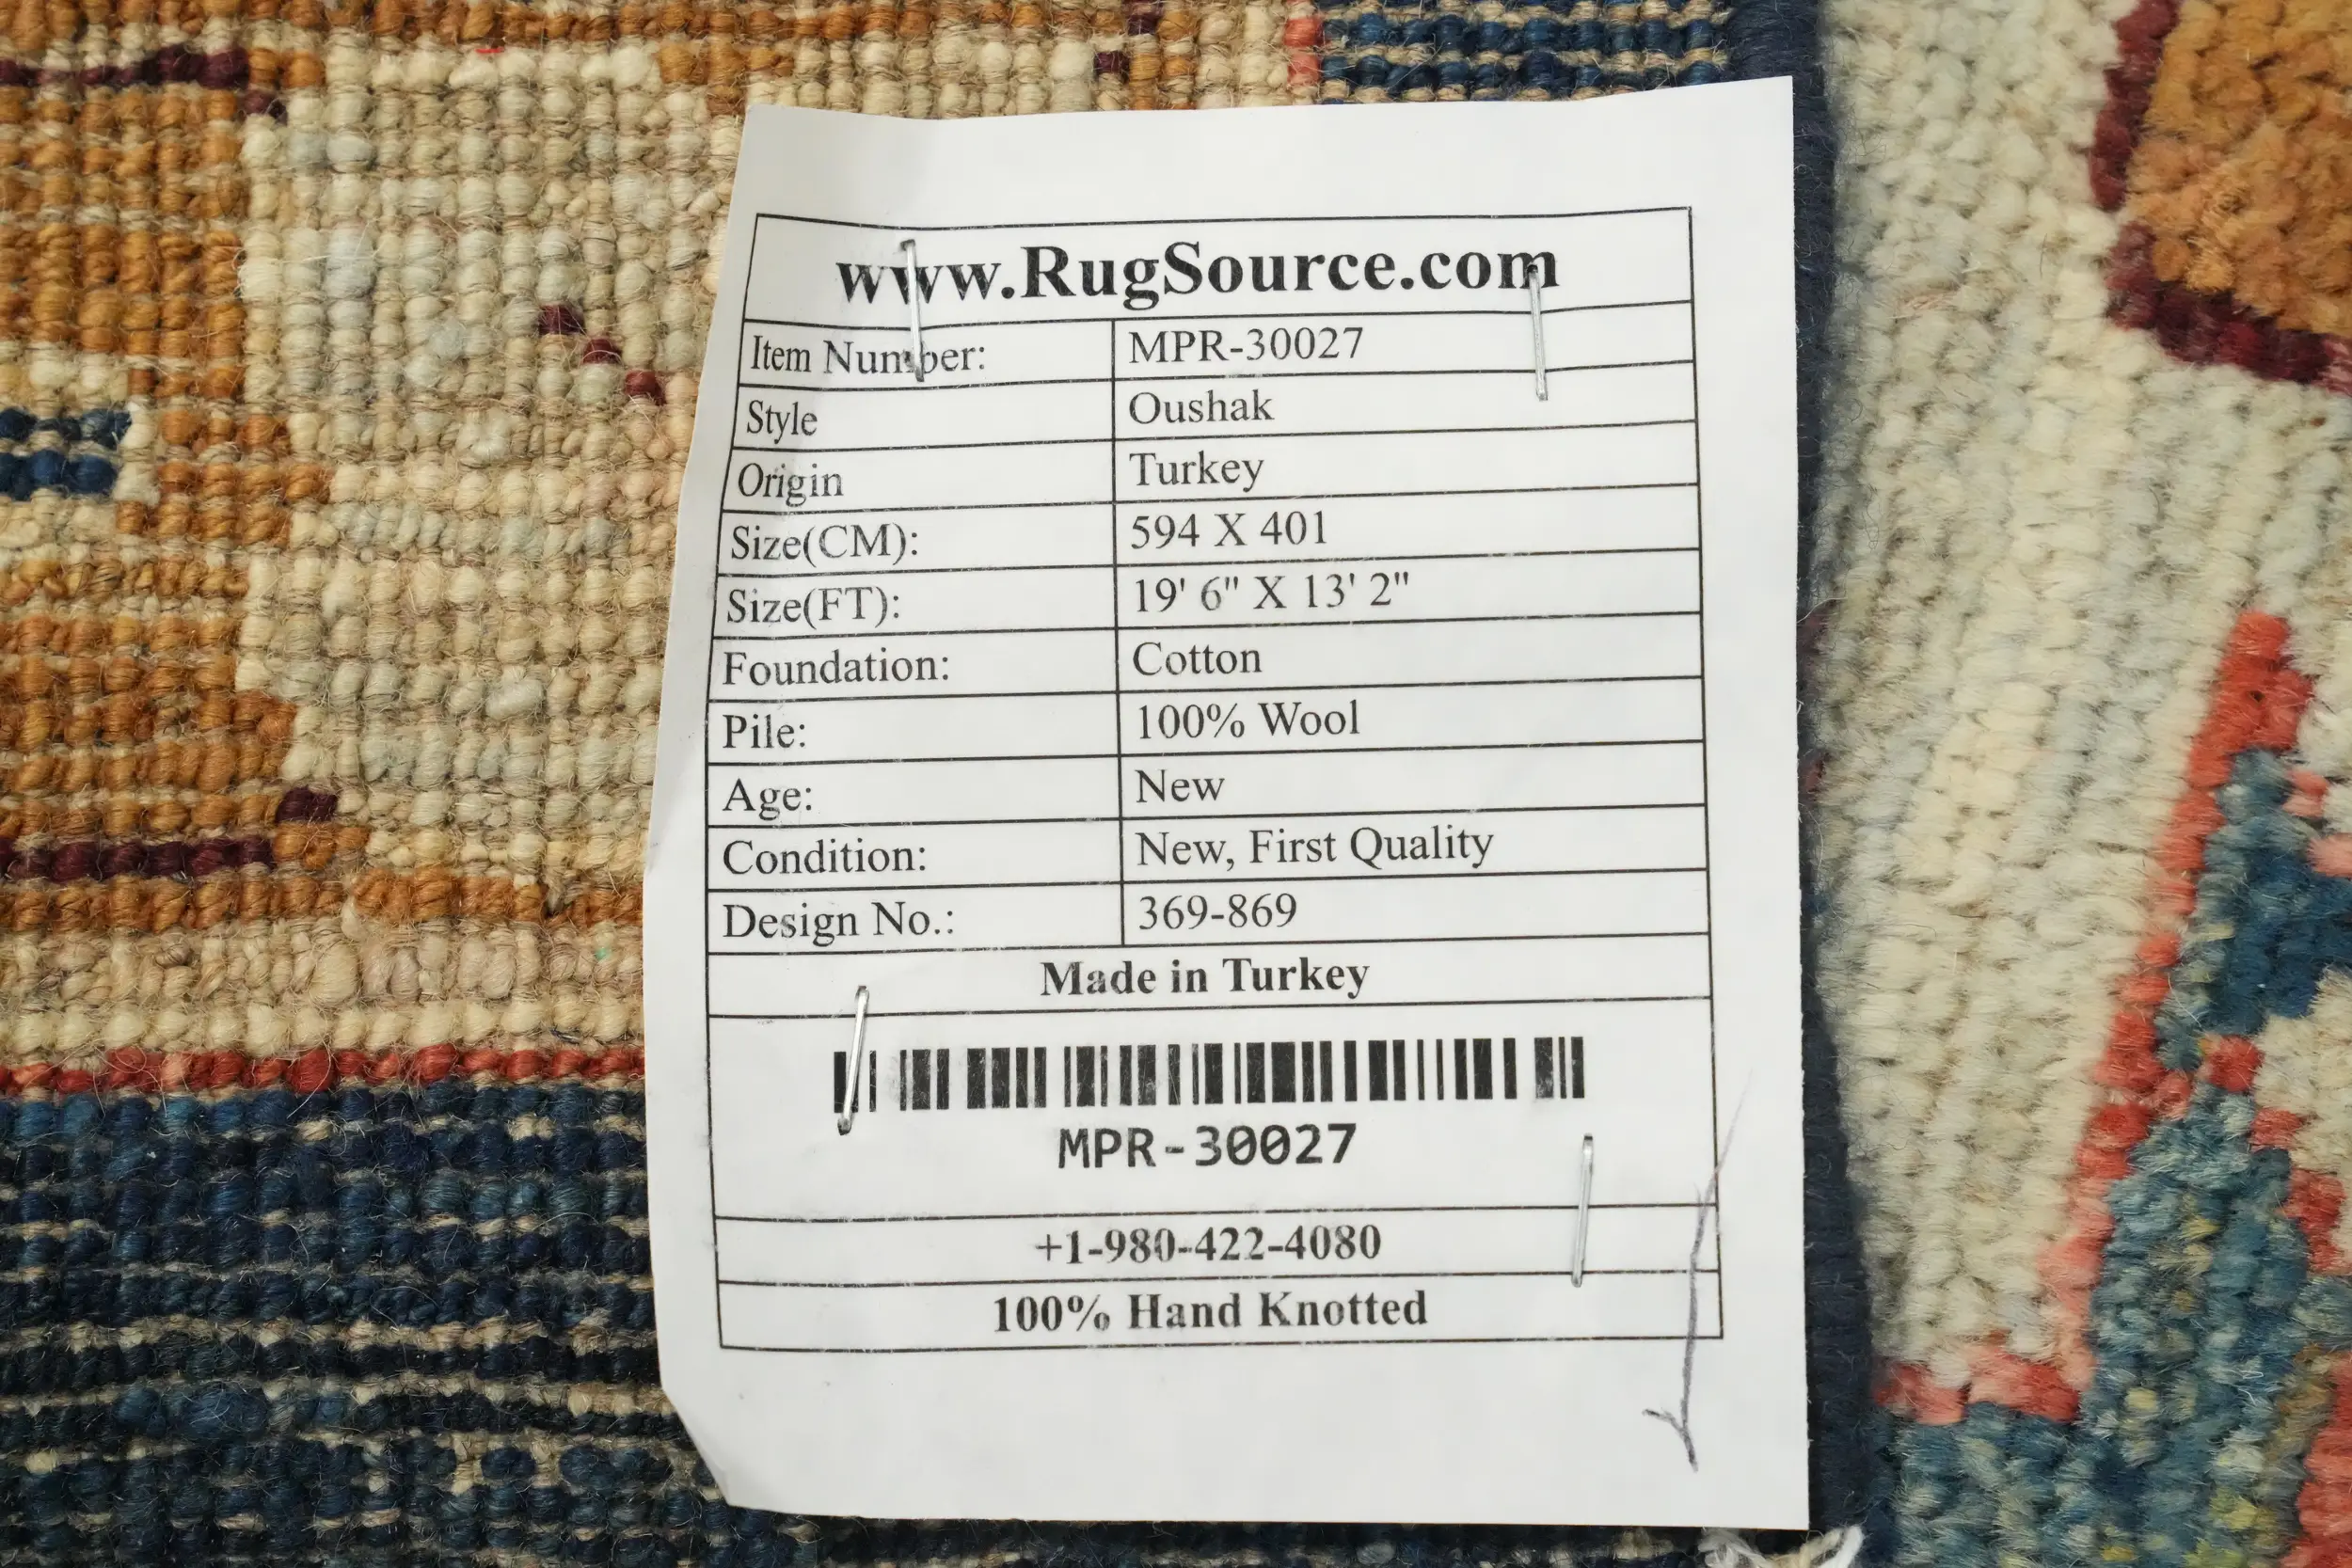 www.RugSource.com
Item Number: MPR-30027
Style Oushak
Origin Turkey
Size(CM): 594 X 401
Size(FT): 19' 6" X 13' 2"
Foundation: Cotton
Pile: 100% Wool
Age: New
Condition: New, First Quality
Design No.: 369-869
Made in Turkey
MPR-30027
+1-980-422-4080
100% Hand Knotted